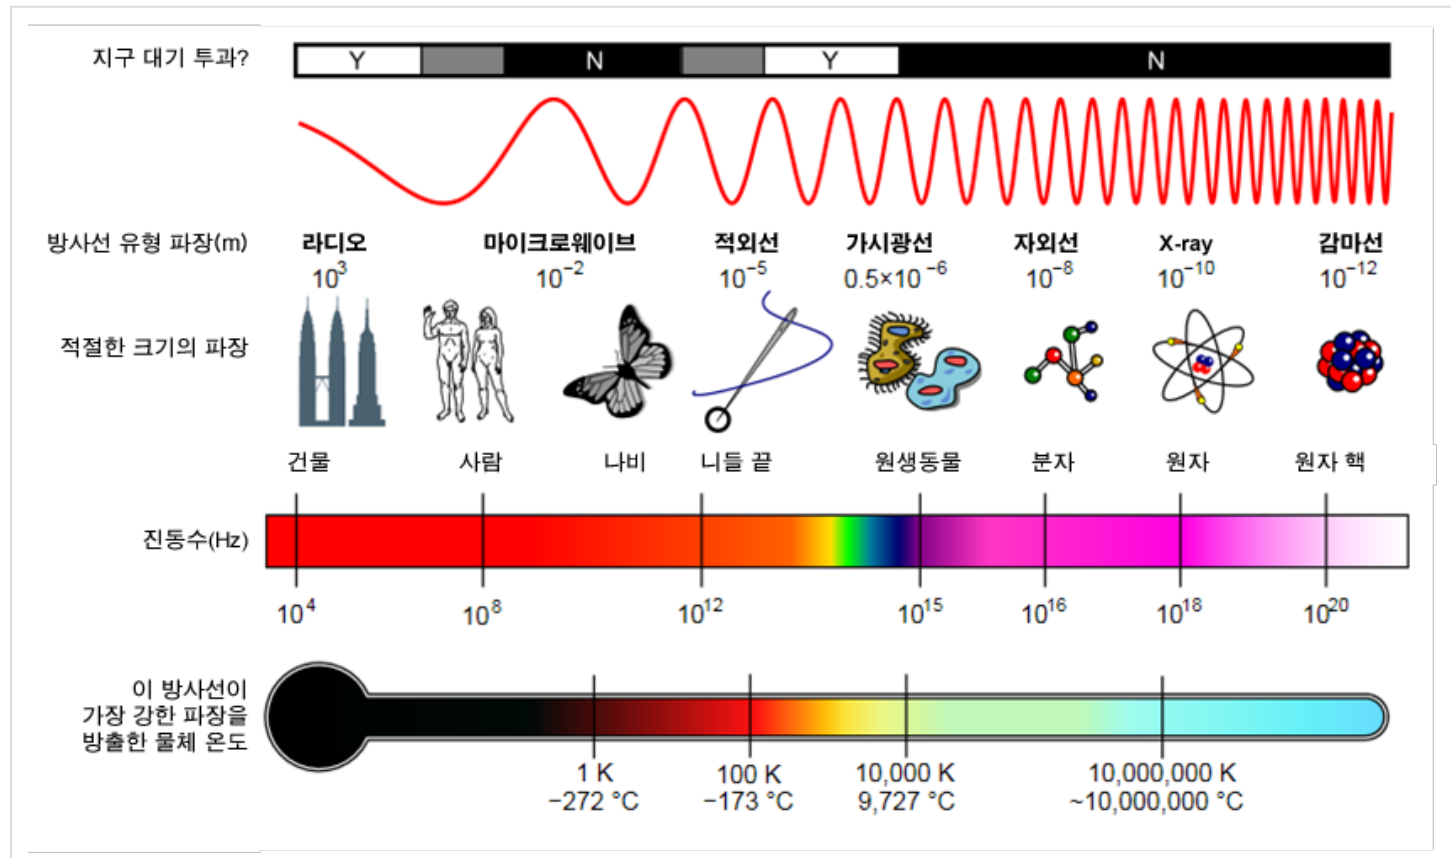 지구 대기 투과? Y N Y N
방사선 유형 파장(m) 라디오 마이크로웨이브 적외선 가시광선 자외선 X-ray 감마선
10³ 10⁻² 10⁻⁵ 0.5×10⁻⁶ 10⁻⁸ 10⁻¹⁰ 10⁻¹²
적절한 크기의 파장
건물 사람 나비 니들 끝 원생동물 분자 원자 원자 핵
진동수(Hz)
10⁴ 10⁸ 10¹² 10¹⁵ 10¹⁶ 10¹⁸ 10²⁰
이 방사선이
가장 강한 파장을
방출한 물체 온도
1 K 100 K 10,000 K 10,000,000 K
−272 °C −173 °C 9,727 °C ~10,000,000 °C